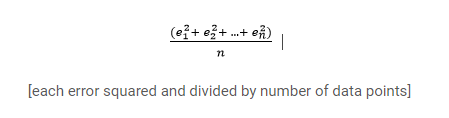 (e₁²+ e₂²+ ...+ eₙ²)
n
[each error squared and divided by number of data points]